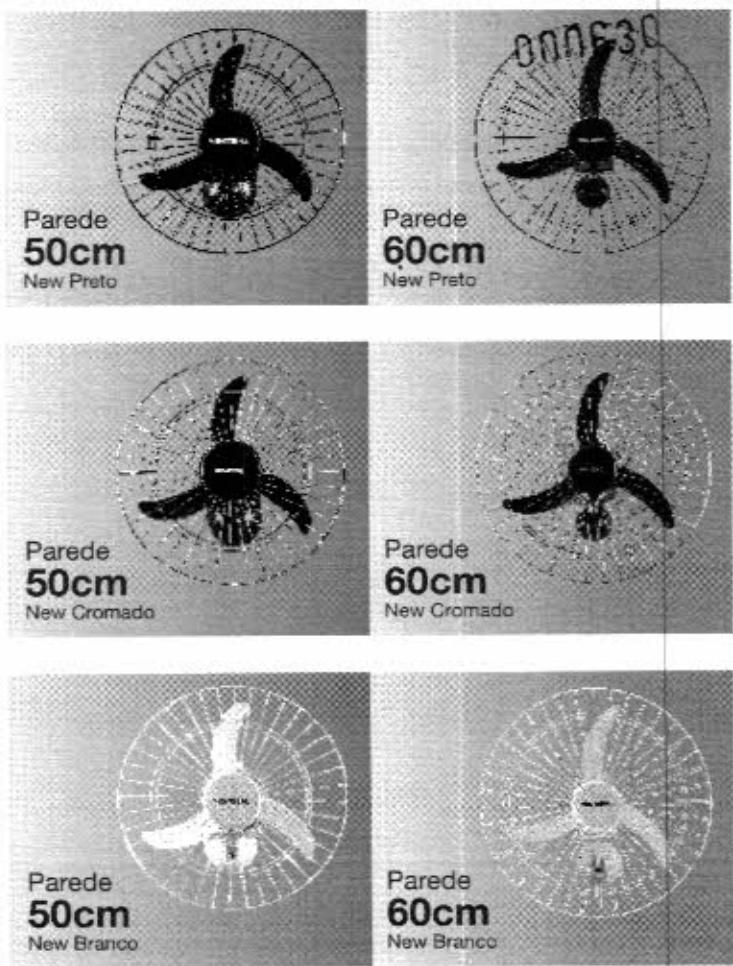 000630
Parede
50cm
New Preto
Parede
60cm
New Preto
Parede
50cm
New Cromado
Parede
60cm
New Cromado
Parede
50cm
New Branco
Parede
60cm
New Branco